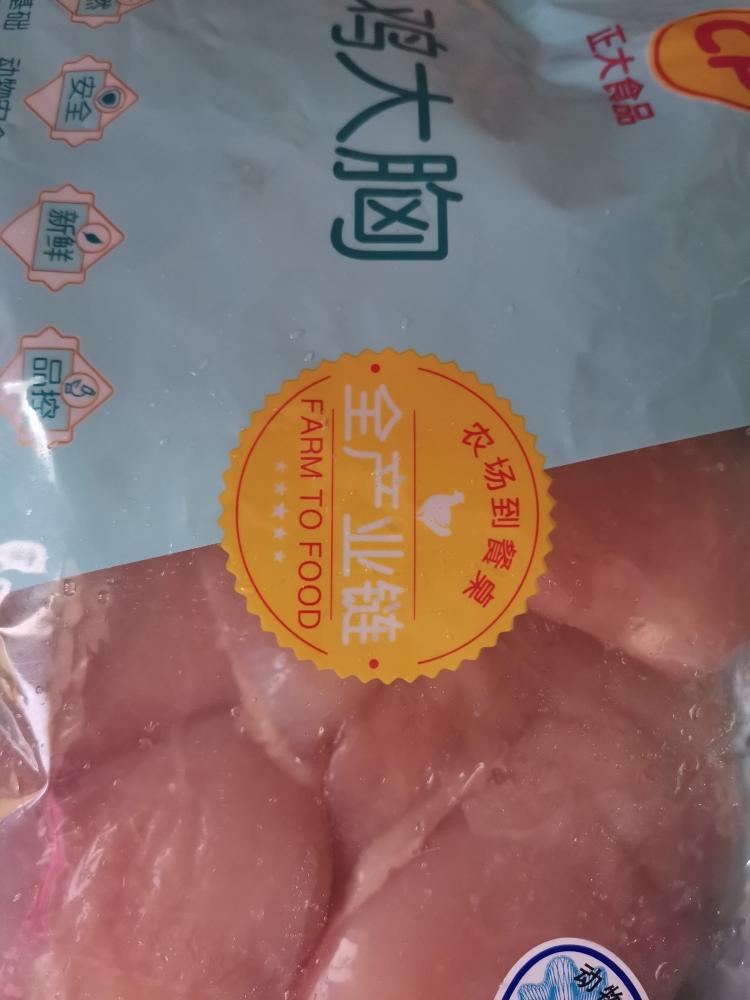 CP
正大食品
鸡大胸
安全
新鲜
品控
农场到餐桌
全产业链
FARM TO FOOD